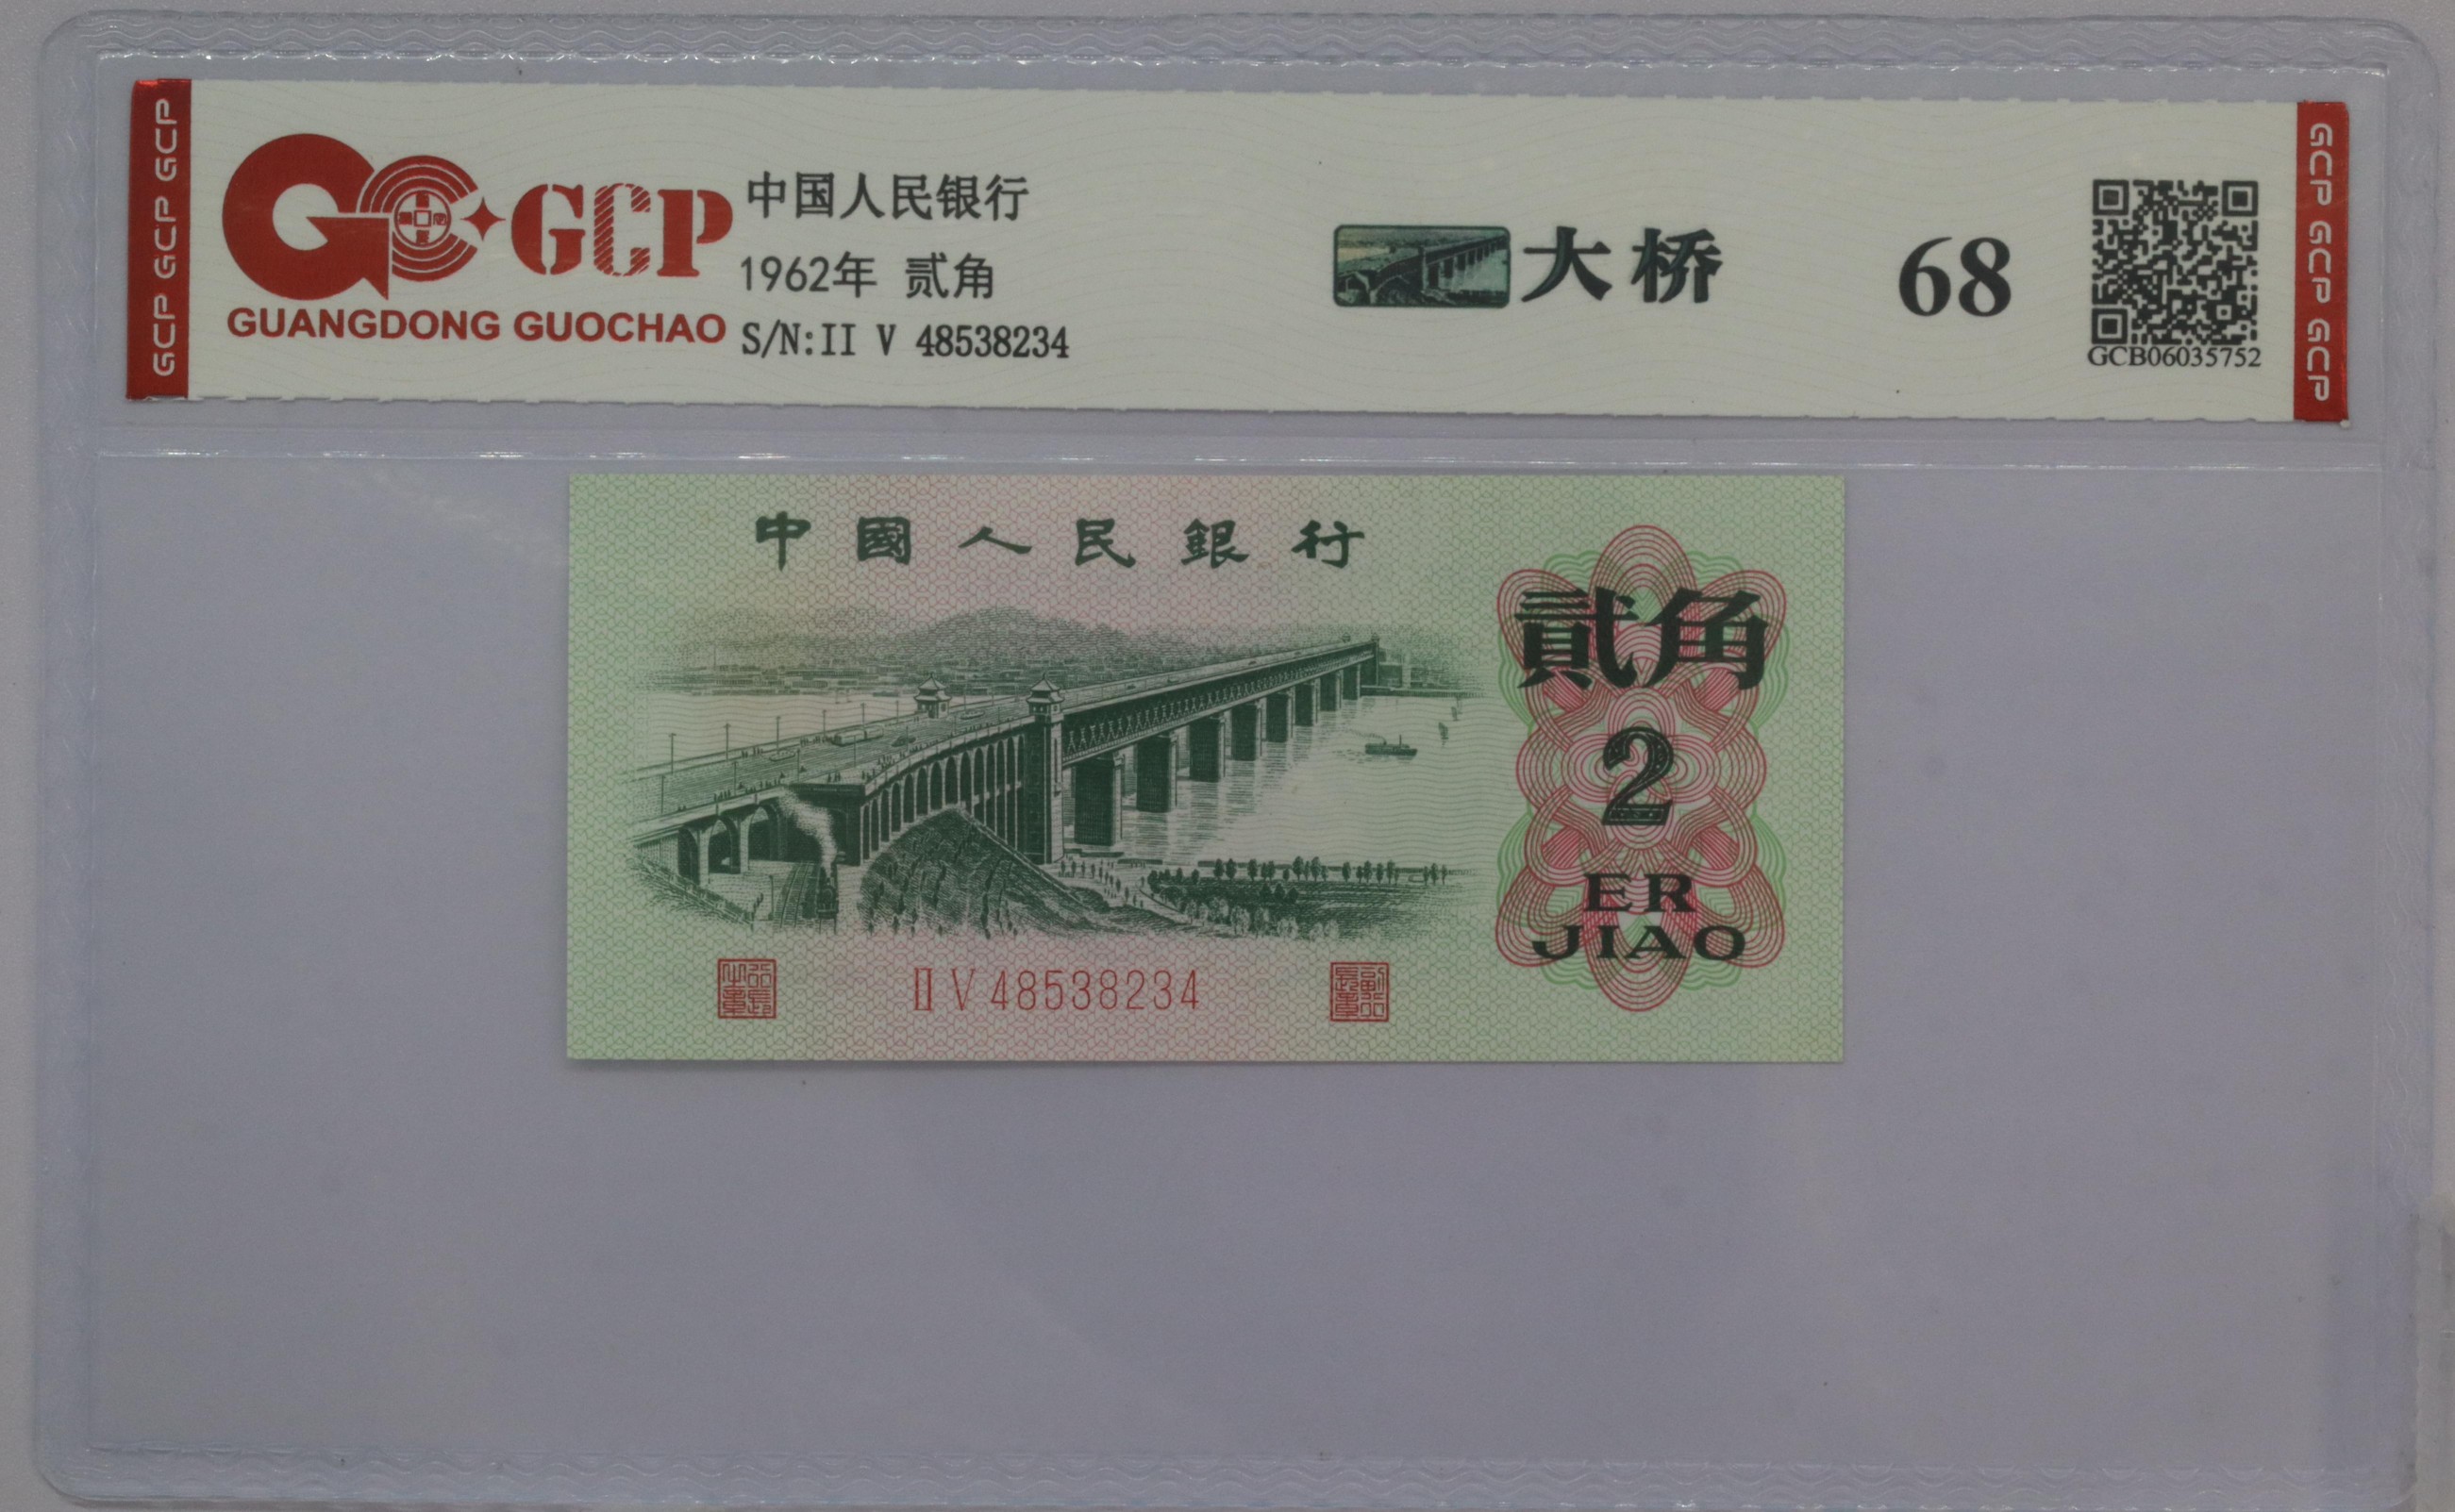 GCP GCP GCP GCP
GCP
GUANGDONG GUOCHAO
中国人民银行
1962年 贰角
S/N:II V 48538234
大桥
68
GCB06035752
GCP GCP GCP GCP
中國人民銀行
貳角
2
ER
JIAO
II V 48538234